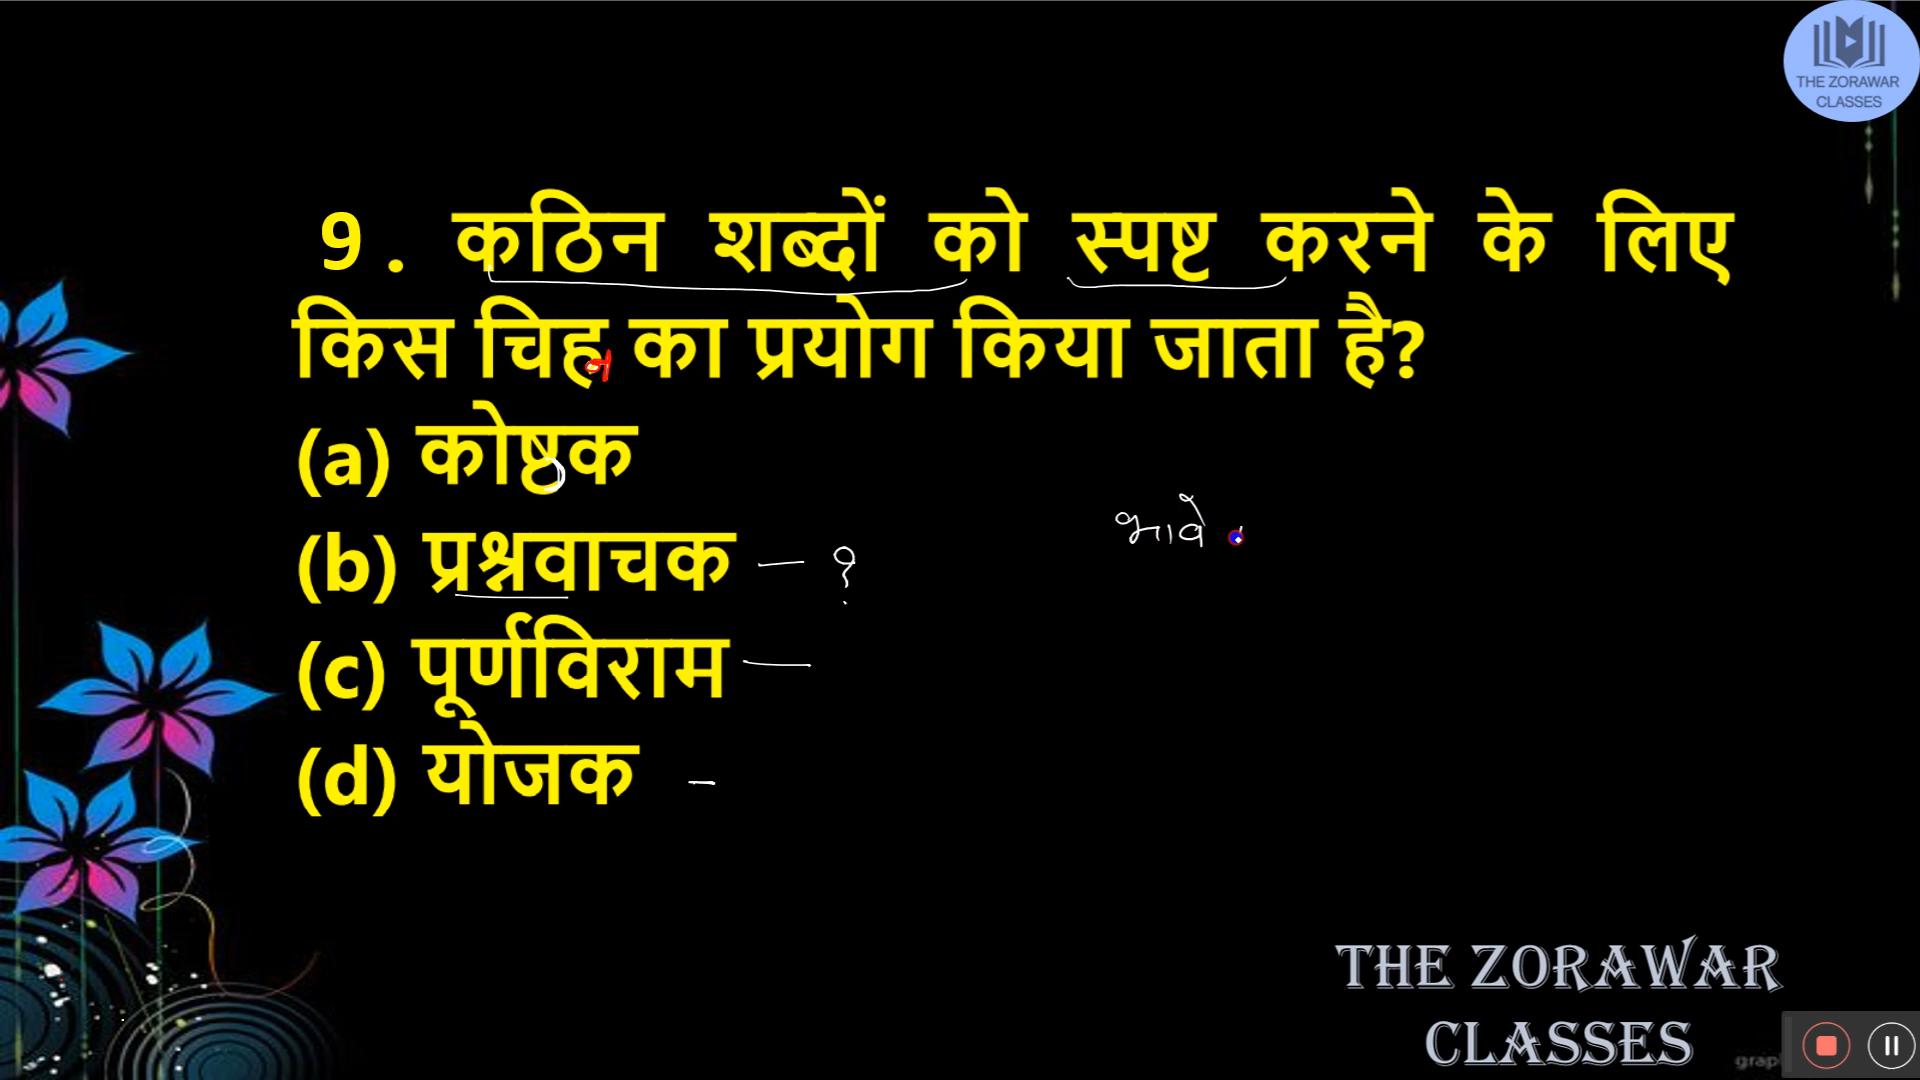 THE ZORAWAR
CLASSES
9 . कठिन शब्दों को स्पष्ट करने के लिए
किस चिह्न का प्रयोग किया जाता है?
(a) कोष्ठक
(b) प्रश्नवाचक — ?
(c) पूर्णविराम —
(d) योजक -
भावे
THE ZORAWAR
CLASSES